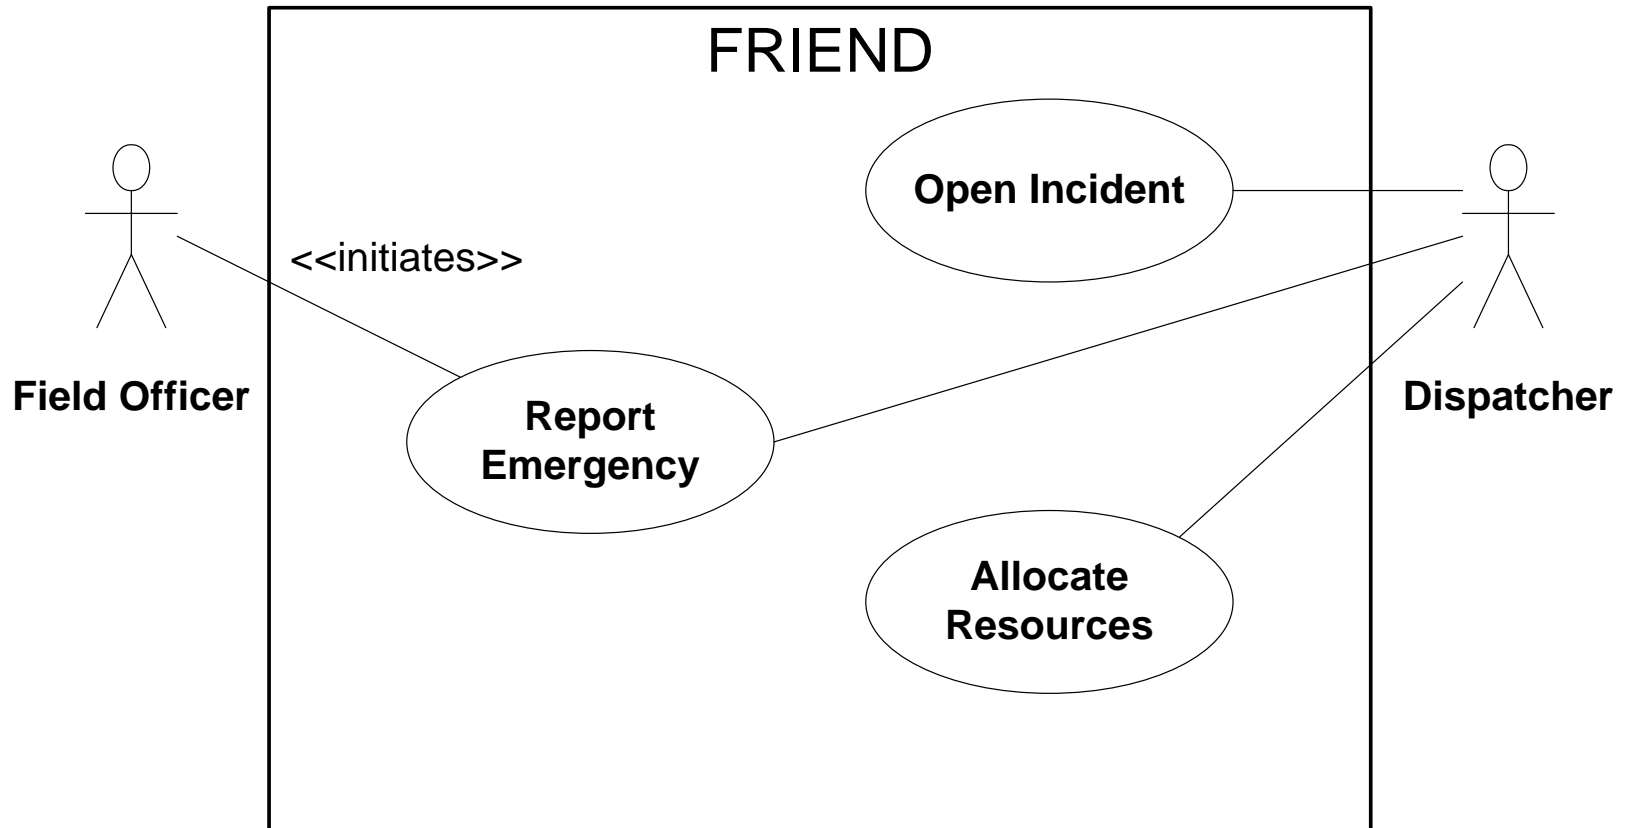 FRIEND
Open Incident
<<initiates>>
Field Officer
Report
Emergency
Dispatcher
Allocate
Resources